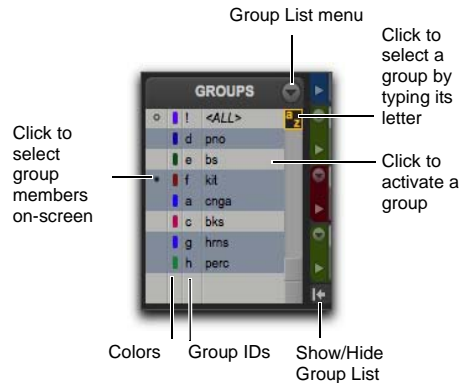 Group List menu
Click to
select a
group by
typing its
letter
GROUPS
a
z
! <ALL>
d pno
e bs
f kit
a cnga
c bks
g hrns
h perc
Click to
select
group
members
on-screen
Click to
activate a
group
Colors
Group IDs
Show/Hide
Group List